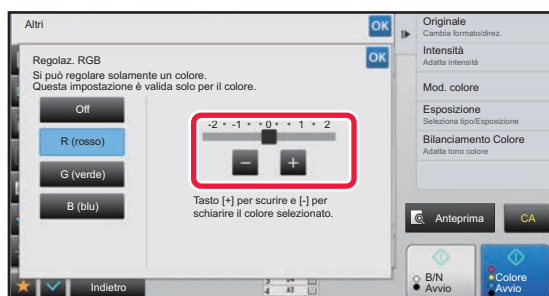 Altri
OK
Regolaz. RGB
OK
Si può regolare solamente un colore.
Questa impostazione è valida solo per il colore.
Off
R (rosso)
G (verde)
B (blu)
-2 • -1 • • 0 • • 1 • 2
- +
Tasto [+] per scurire e [-] per
schiarire il colore selezionato.
Indietro
Originale
Cambia formato/direz.
Intensità
Adatta intensità
Mod. colore
Esposizione
Seleziona tipo/Esposizione
Bilanciamento Colore
Adatta tono colore
Anteprima
CA
B/N
Avvio
Colore
Avvio
4 A3